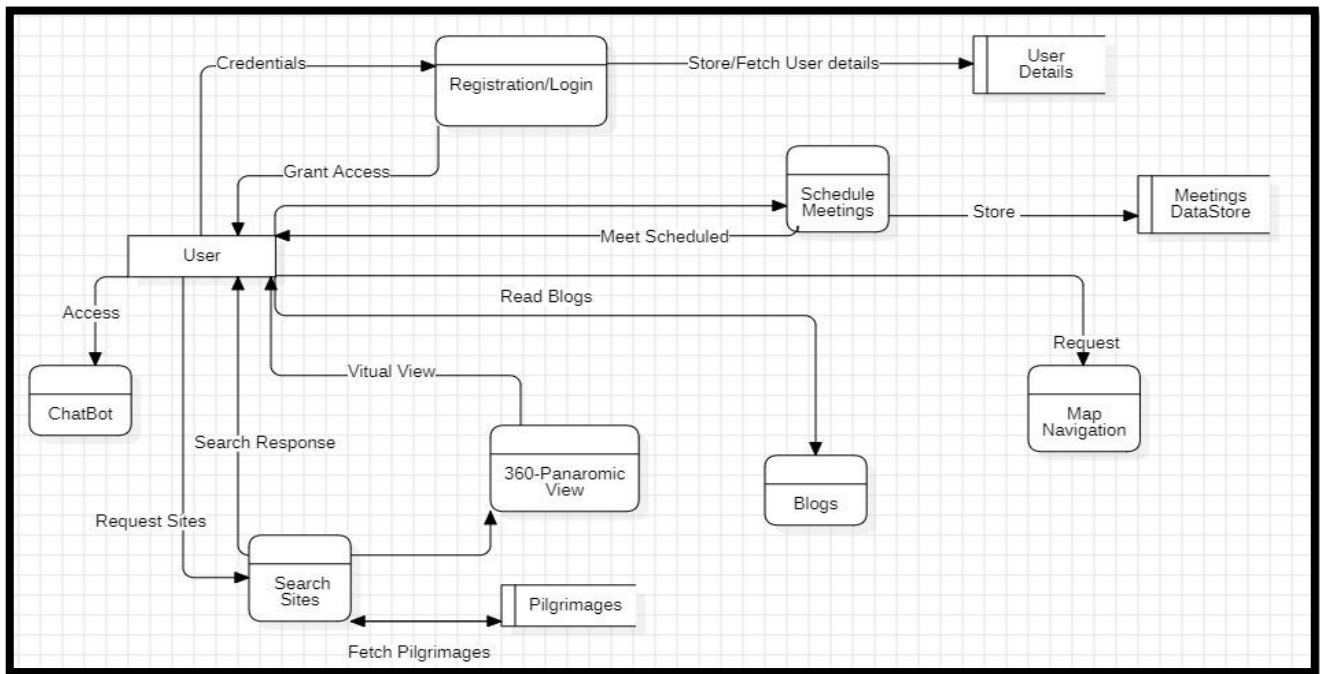 Credentials
Registration/Login
Store/Fetch User details
User
Details
Grant Access
Schedule
Meetings
Store
Meetings
DataStore
Meet Scheduled
User
Access
Read Blogs
Request
ChatBot
Vitual View
Map
Navigation
Search Response
360-Panaromic
View
Blogs
Request Sites
Search
Sites
Pilgrimages
Fetch Pilgrimages